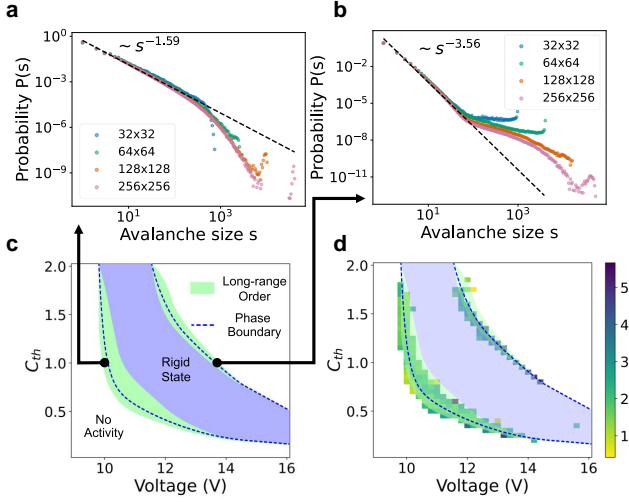 a
10^0
10^-3
10^-6
10^-9
Probability P(s)
~ s^-1.59
32x32
64x64
128x128
256x256
10^1
10^3
Avalanche size s
b
10^-2
10^-5
10^-8
10^-11
Probability P(s)
~ s^-3.56
32x32
64x64
128x128
256x256
10^1
10^3
Avalanche size s
c
2.0
1.5
1.0
0.5
C_th
Long-range
Order
Phase
Boundary
Rigid
State
No
Activity
10
12
14
16
Voltage (V)
d
2.0
1.5
1.0
0.5
C_th
10
12
14
16
Voltage (V)
5
4
3
2
1